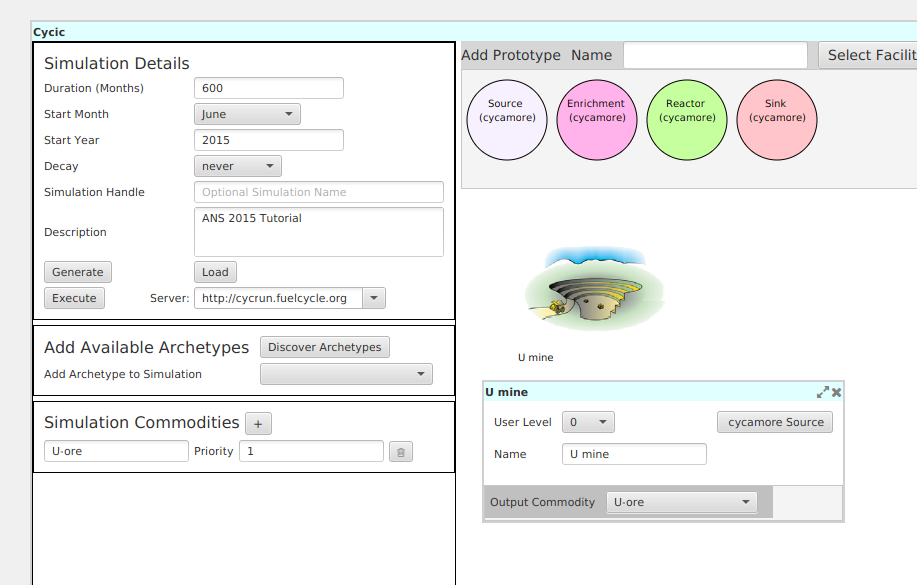 Cycic
Simulation Details
Duration (Months) 600
Start Month June
Start Year 2015
Decay never
Simulation Handle Optional Simulation Name
Description ANS 2015 Tutorial
Generate Load
Execute Server: http://cycrun.fuelcycle.org
Add Available Archetypes Discover Archetypes
Add Archetype to Simulation
Simulation Commodities +
U-ore Priority 1
Add Prototype Name Select Facilit
Source
(cycamore)
Enrichment
(cycamore)
Reactor
(cycamore)
Sink
(cycamore)
U mine
U mine
User Level 0 cycamore Source
Name U mine
Output Commodity U-ore